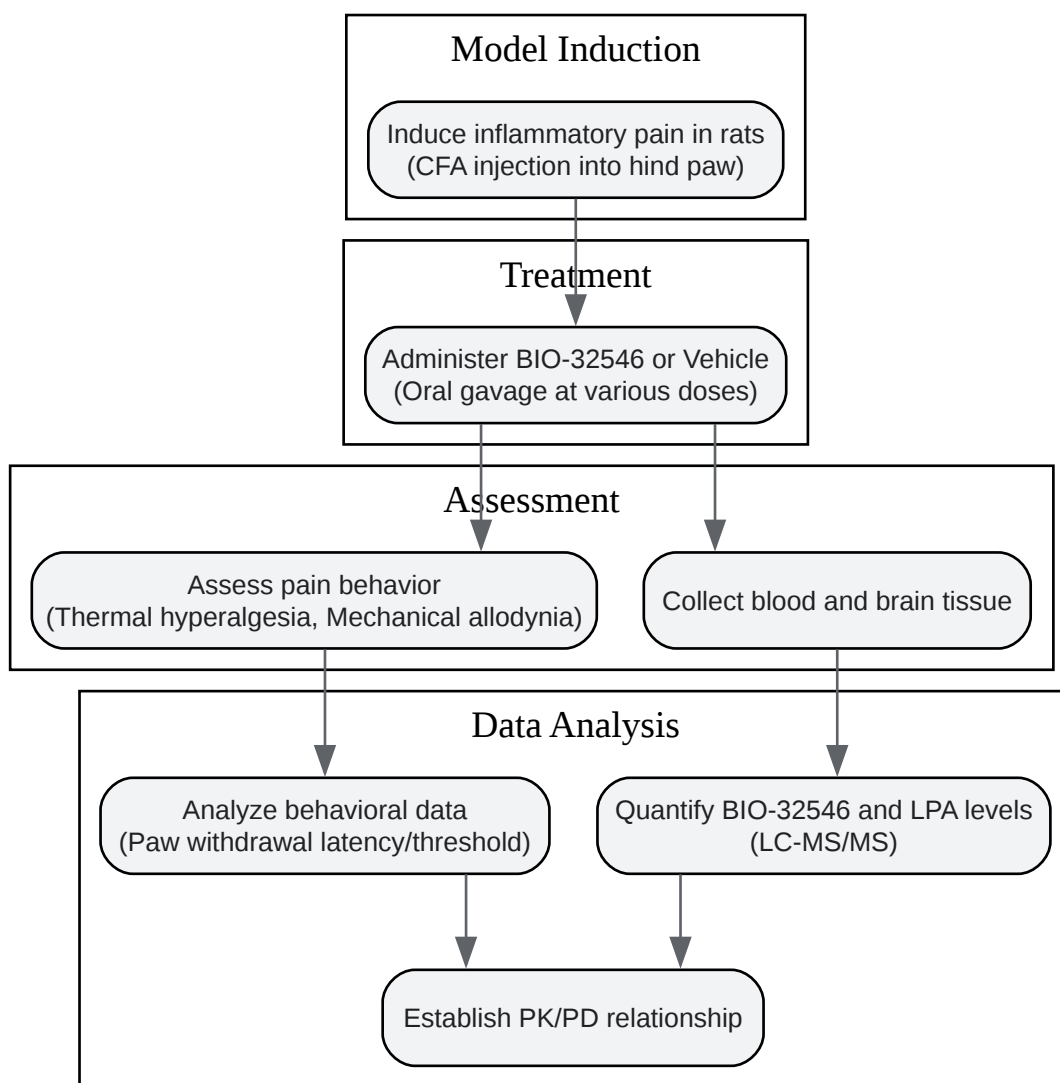 Model Induction
Induce inflammatory pain in rats
(CFA injection into hind paw)
Treatment
Administer BIO-32546 or Vehicle
(Oral gavage at various doses)
Assessment
Assess pain behavior
(Thermal hyperalgesia, Mechanical allodynia)
Collect blood and brain tissue
Data Analysis
Analyze behavioral data
(Paw withdrawal latency/threshold)
Quantify BIO-32546 and LPA levels
(LC-MS/MS)
Establish PK/PD relationship